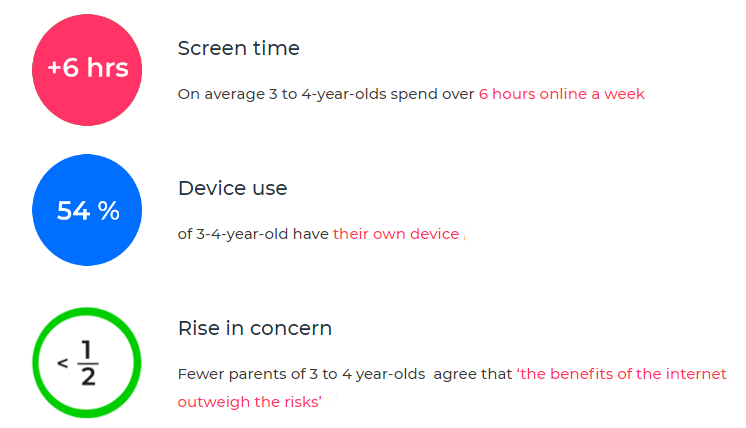 +6 hrs
Screen time
On average 3 to 4-year-olds spend over 6 hours online a week
54 %
Device use
of 3-4-year-old have their own device
< 1/2
Rise in concern
Fewer parents of 3 to 4 year-olds  agree that ‘the benefits of the internet
outweigh the risks’